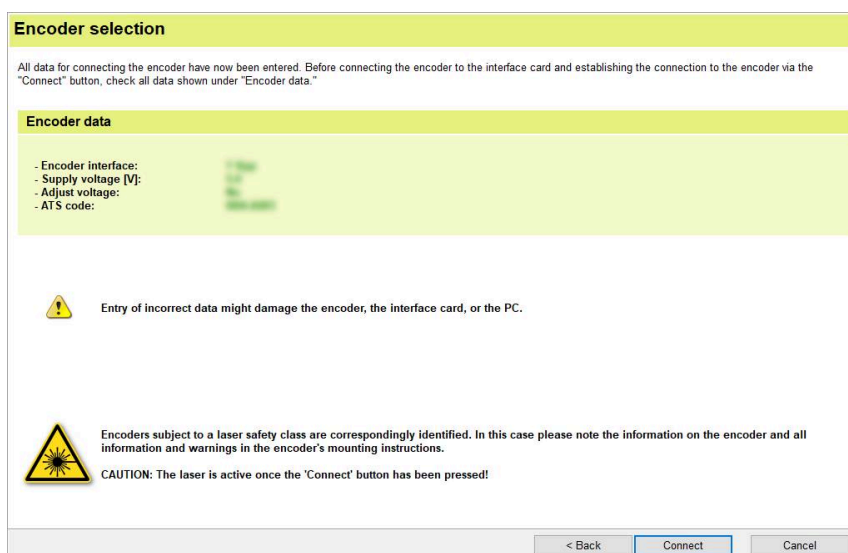 Encoder selection
All data for connecting the encoder have now been entered. Before connecting the encoder to the interface card and establishing the connection to the encoder via the
"Connect" button, check all data shown under "Encoder data."
Encoder data
- Encoder interface:
- Supply voltage [V]:
- Adjust voltage:
- ATS code:
Entry of incorrect data might damage the encoder, the interface card, or the PC.
Encoders subject to a laser safety class are correspondingly identified. In this case please note the information on the encoder and all
information and warnings in the encoder's mounting instructions.
CAUTION: The laser is active once the 'Connect' button has been pressed!
< Back Connect Cancel